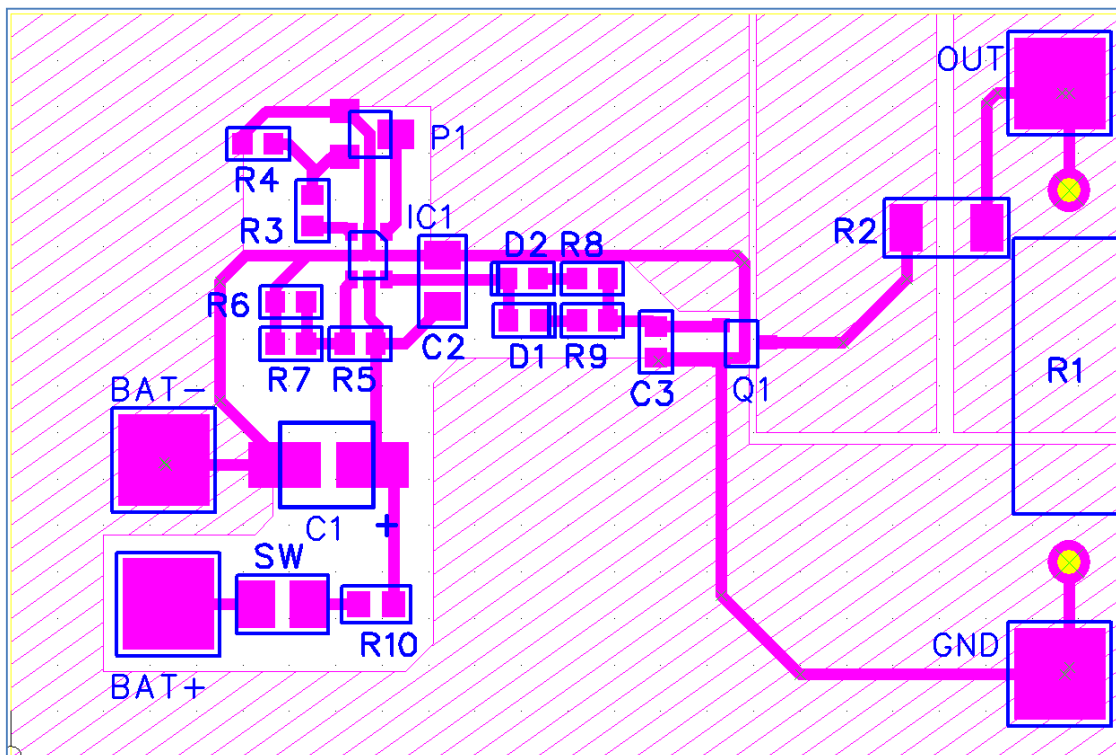 OUT
P1
R4
R3
IC1
R2
D2 R8
R6
C2
D1 R9
R7 R5
C3
Q1
R1
BAT-
C1
+
SW
R10
GND
BAT+